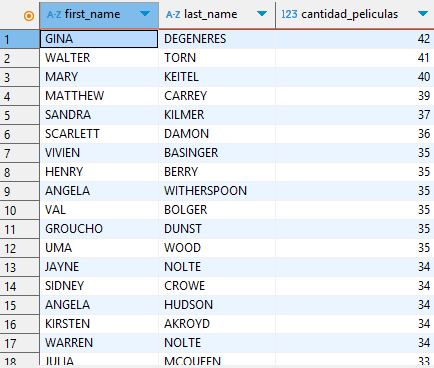 A-Z first_name A-Z last_name 123 cantidad_peliculas
1 GINA DEGENERES 42
2 WALTER TORN 41
3 MARY KEITEL 40
4 MATTHEW CARREY 39
5 SANDRA KILMER 37
6 SCARLETT DAMON 36
7 VIVIEN BASINGER 35
8 HENRY BERRY 35
9 ANGELA WITHERSPOON 35
10 VAL BOLGER 35
11 GROUCHO DUNST 35
12 UMA WOOD 35
13 JAYNE NOLTE 34
14 SIDNEY CROWE 34
15 ANGELA HUDSON 34
16 KIRSTEN AKROYD 34
17 WARREN NOLTE 34
18 JULIA MCQUEEN 33